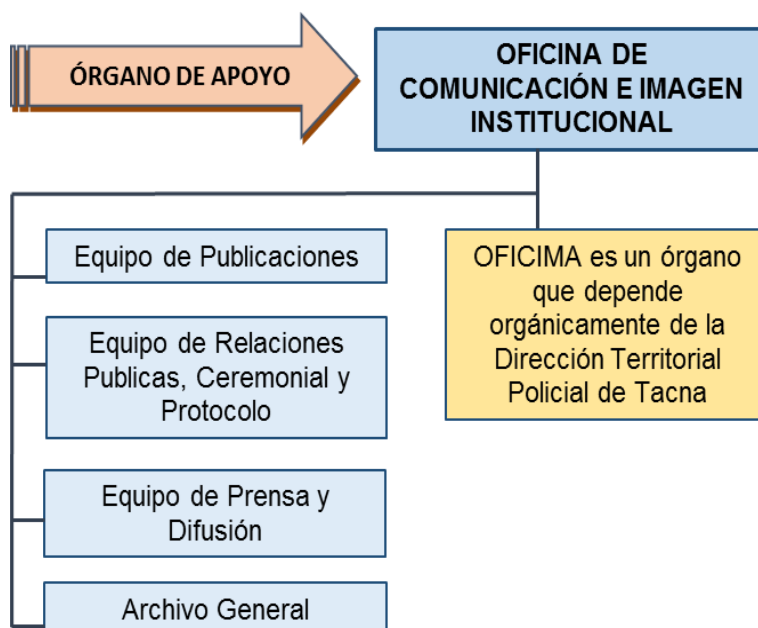 ÓRGANO DE APOYO
OFICINA DE
COMUNICACIÓN E IMAGEN
INSTITUCIONAL
Equipo de Publicaciones
Equipo de Relaciones
Publicas, Ceremonial y
Protocolo
Equipo de Prensa y
Difusión
Archivo General
OFICIMA es un órgano
que depende
orgánicamente de la
Dirección Territorial
Policial de Tacna